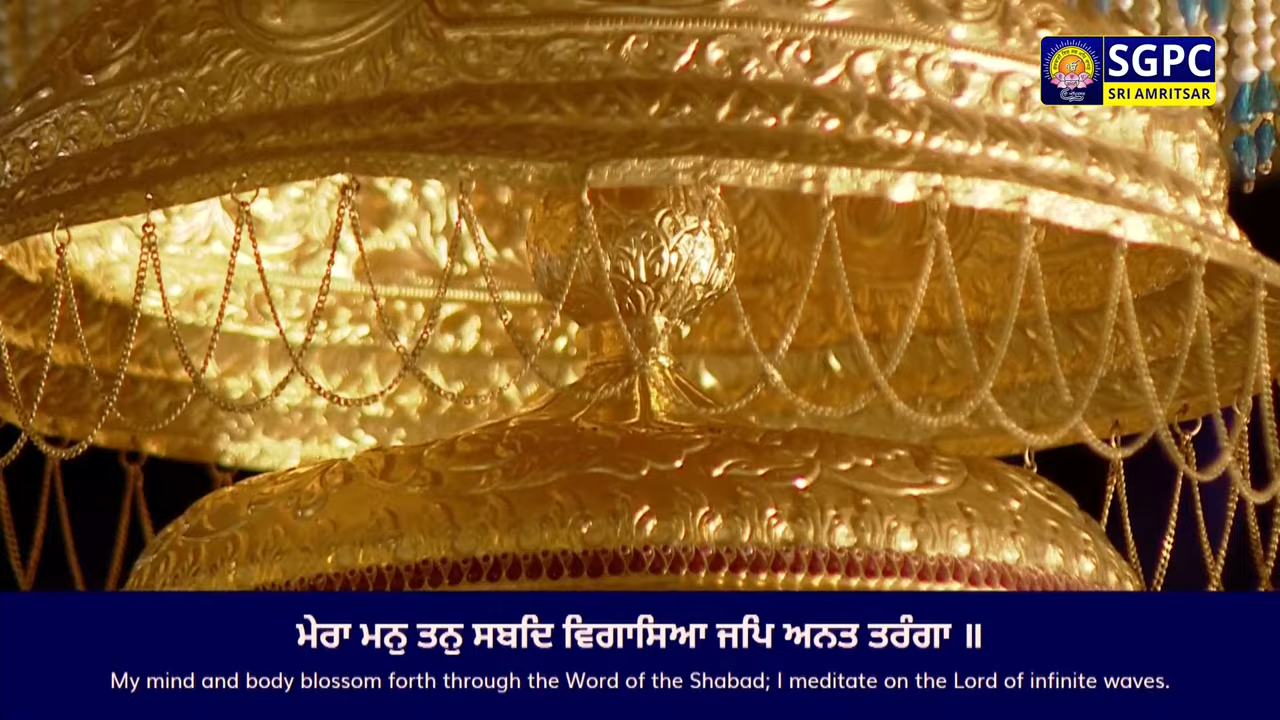 SGPC
SRI AMRITSAR
ਮੇਰਾ ਮਨੁ ਤਨੁ ਸਬਦਿ ਵਿਗਾਸਿਆ ਜਪਿ ਅਨਤ ਤਰੰਗਾ ॥
My mind and body blossom forth through the Word of the Shabad; I meditate on the Lord of infinite waves.